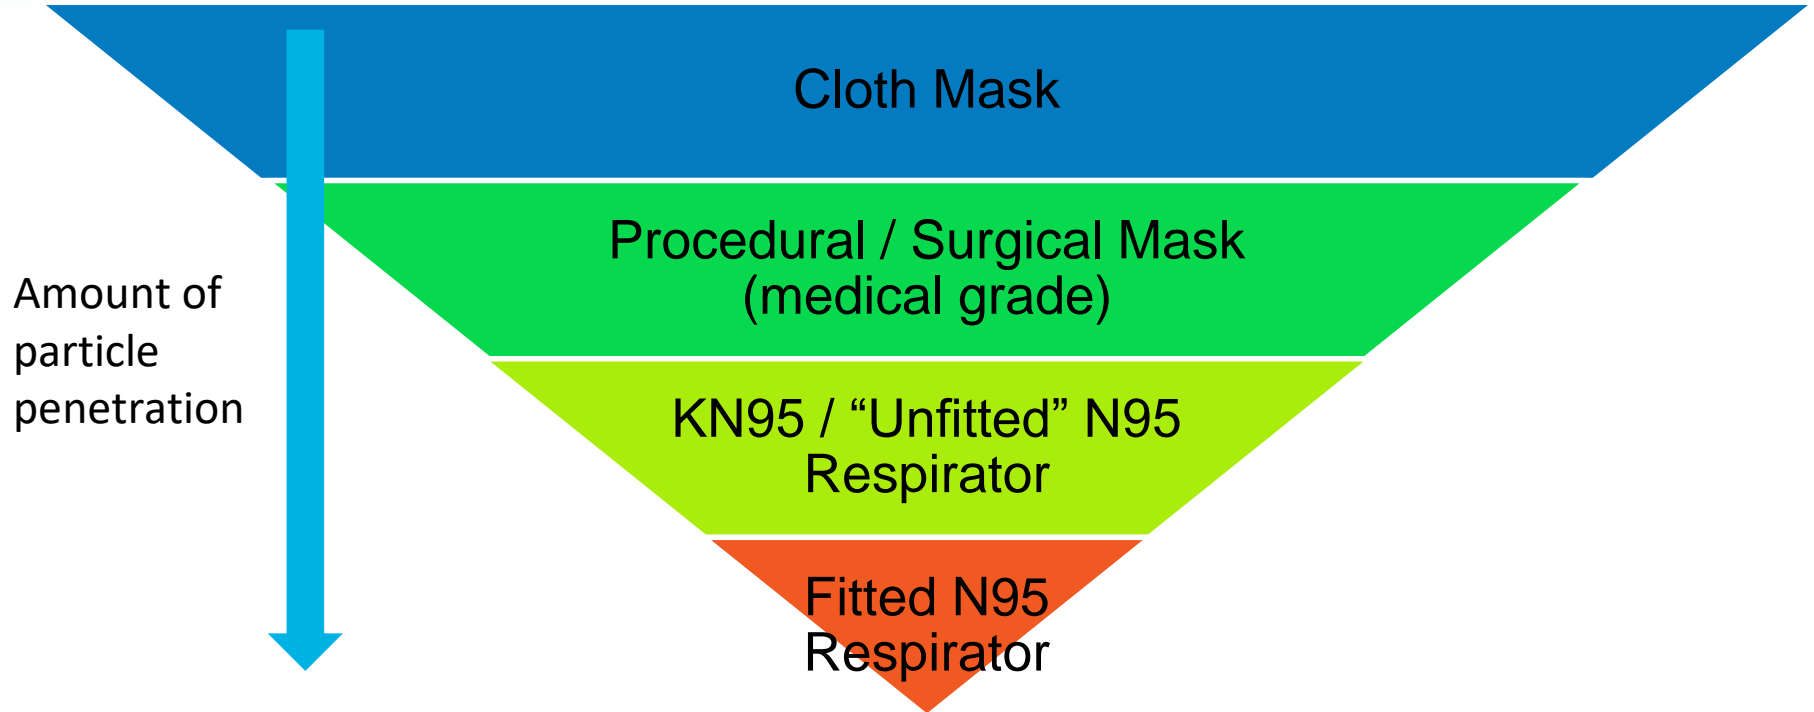 Cloth Mask
Procedural / Surgical Mask
(medical grade)
Amount of
particle
penetration
KN95 / “Unfitted” N95
Respirator
Fitted N95
Respirator